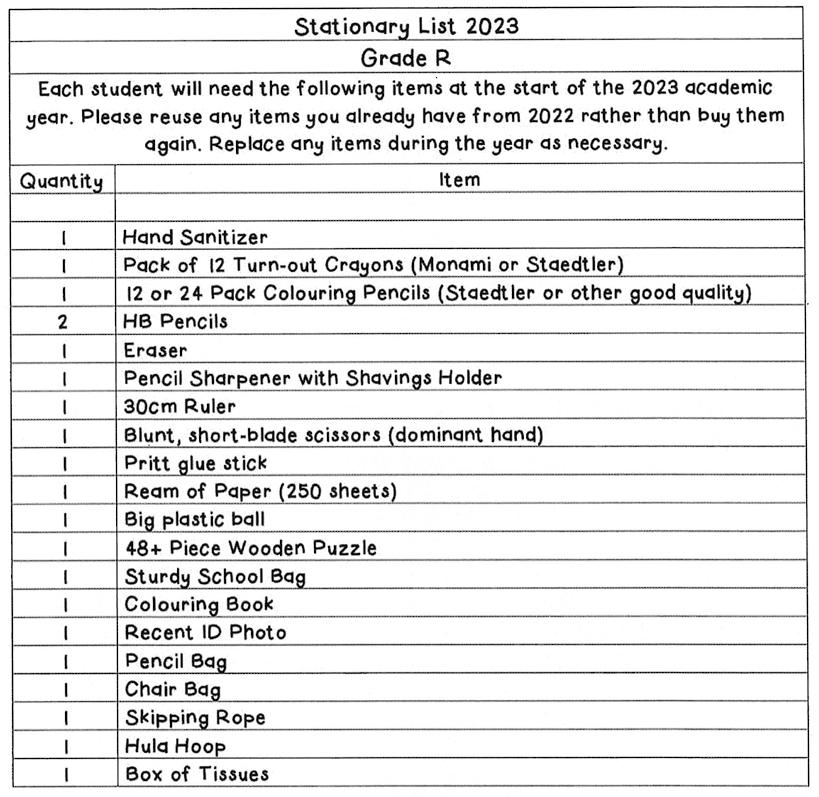 Stationary List 2023
Grade R
Each student will need the following items at the start of the 2023 academic
year. Please reuse any items you already have from 2022 rather than buy them
again. Replace any items during the year as necessary.
Quantity Item
1 Hand Sanitizer
1 Pack of 12 Turn-out Crayons (Monami or Staedtler)
1 12 or 24 Pack Colouring Pencils (Staedtler or other good quality)
2 HB Pencils
1 Eraser
1 Pencil Sharpener with Shavings Holder
1 30cm Ruler
1 Blunt, short-blade scissors (dominant hand)
1 Pritt glue stick
1 Ream of Paper (250 sheets)
1 Big plastic ball
1 48+ Piece Wooden Puzzle
1 Sturdy School Bag
1 Colouring Book
1 Recent ID Photo
1 Pencil Bag
1 Chair Bag
1 Skipping Rope
1 Hula Hoop
1 Box of Tissues